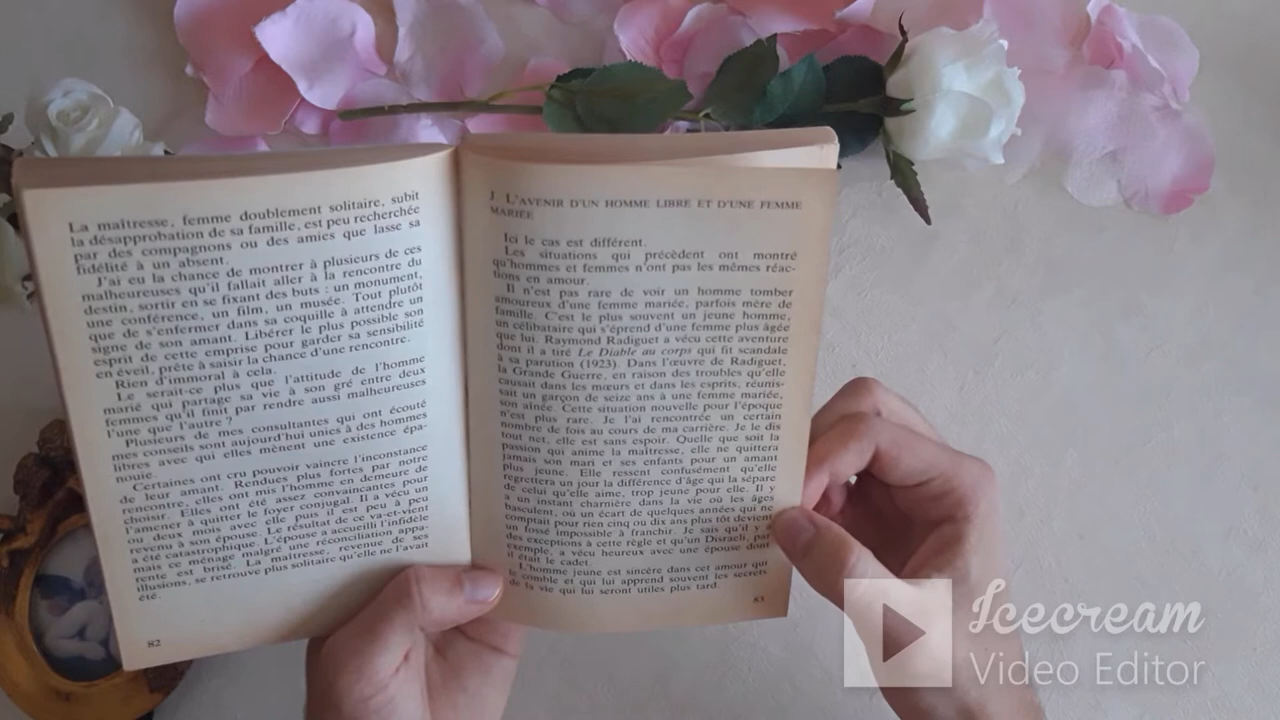 La maîtresse, femme doublement solitaire, subit
la désapprobation de sa famille, est peu recherchée
par des compagnons ou des amies que lasse sa
fidélité à un absent.
J'ai eu la chance de montrer à plusieurs de ces
malheureuses qu'il fallait aller à la rencontre du
destin, sortir en se fixant des buts : un monument,
une conférence, un film, un musée. Tout plutôt
que de s'enfermer dans sa coquille à attendre un
signe de son amant. Libérer le plus possible son
esprit de cette emprise pour garder sa sensibilité
en éveil, prête à saisir la chance d'une rencontre.
Rien d'immoral à cela.
Le serait-ce plus que l'attitude de l'homme
marié qui partage sa vie à son gré entre deux
femmes qu'il finit par rendre aussi malheureuses
l'une que l'autre ?
Plusieurs de mes consultantes qui ont écouté
mes conseils sont aujourd'hui unies à des hommes
libres avec qui elles mènent une existence épa-
nouie.
Certaines ont cru pouvoir vaincre l'inconstance
de leur amant. Rendues plus fortes par notre
rencontre, elles ont mis l'homme en demeure de
choisir. Elles ont été assez convaincantes pour
l'amener à quitter le foyer conjugal. Il a vécu un
ou deux mois avec elle puis il est peu à peu
revenu à son épouse. Le résultat de ce va-et-vient
a été catastrophique. L'épouse a accueilli l'infidèle
mais ce ménage malgré une réconciliation appa-
rente est brisé. La maîtresse, revenue de ses
illusions, se retrouve plus solitaire qu'elle ne l'avait
été.
82
J. L'AVENIR D'UN HOMME LIBRE ET D'UNE FEMME
MARIÉE
Ici le cas est différent.
Les situations qui précèdent ont montré
qu'hommes et femmes n'ont pas les mêmes réac-
tions en amour.
Il n'est pas rare de voir un homme tomber
amoureux d'une femme mariée, parfois mère de
famille. C'est le plus souvent un jeune homme,
un célibataire qui s'éprend d'une femme plus âgée
que lui. Raymond Radiguet a vécu cette aventure
dont il a tiré Le Diable au corps qui fit scandale
à sa parution (1923). Dans l'œuvre de Radiguet,
la Grande Guerre, en raison des troubles qu'elle
causait dans les mœurs et dans les esprits, réunis-
sait un garçon de seize ans à une femme mariée,
son aînée. Cette situation nouvelle pour l'époque
n'est plus rare. Je l'ai rencontrée un certain
nombre de fois au cours de ma carrière. Je le dis
tout net, elle est sans espoir. Quelle que soit la
passion qui anime la maîtresse, elle ne quittera
jamais son mari et ses enfants pour un amant
plus jeune. Elle ressent confusément qu'elle
regrettera un jour la différence d'âge qui la sépare
de celui qu'elle aime, trop jeune pour elle. Il y
a un instant charnière dans la vie où les âges
basculent, où un écart de quelques années qui ne
comptait pour rien cinq ou dix ans plus tôt devient
un fossé impossible à franchir. Je sais qu'il y a
des exceptions à cette règle et qu'un Disraeli, par
exemple, a vécu heureux avec une épouse dont
il était le cadet.
L'homme jeune est sincère dans cet amour qui
le comble et qui lui apprend souvent les secrets
de la vie qui lui seront utiles plus tard.
83
Icecream
Video Editor